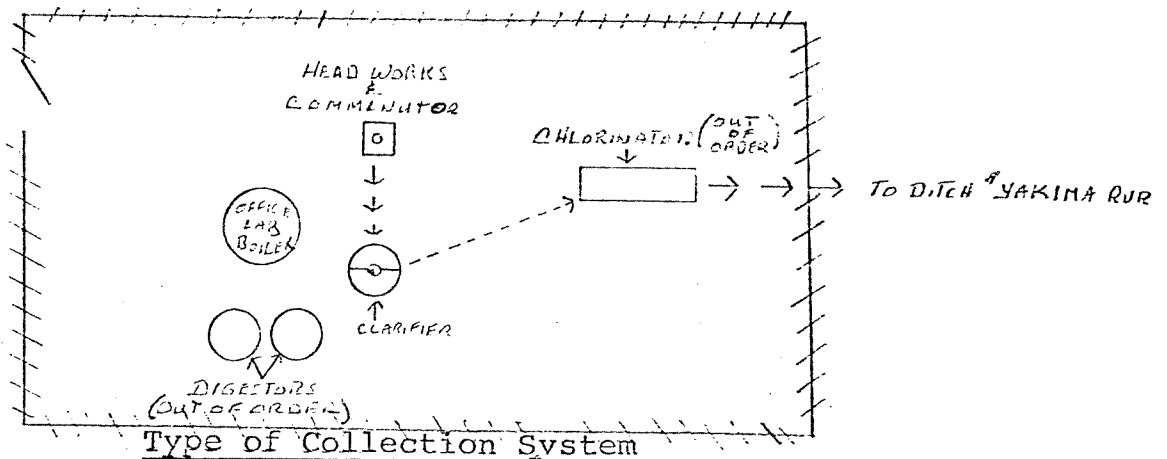 HEAD WORKS
&
COMMINUTOR
CHLORINATOR (OUT
OF
ORDER)
TO DITCH & YAKIMA RVR
OFFICE
LAB
BOILER
CLARIFIER
DIGESTORS
(OUT OF ORDER)
Type of Collection System